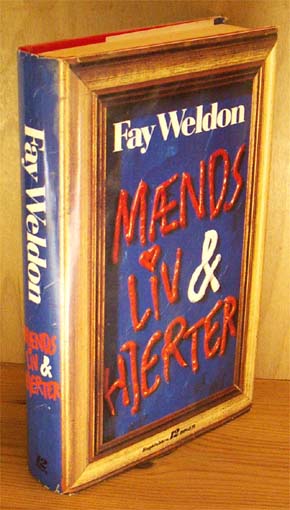 Fay Weldon
MÆNDS
LIV &
HJERTER
Fay Weldon
MÆNDS
LIV &
HJERTER